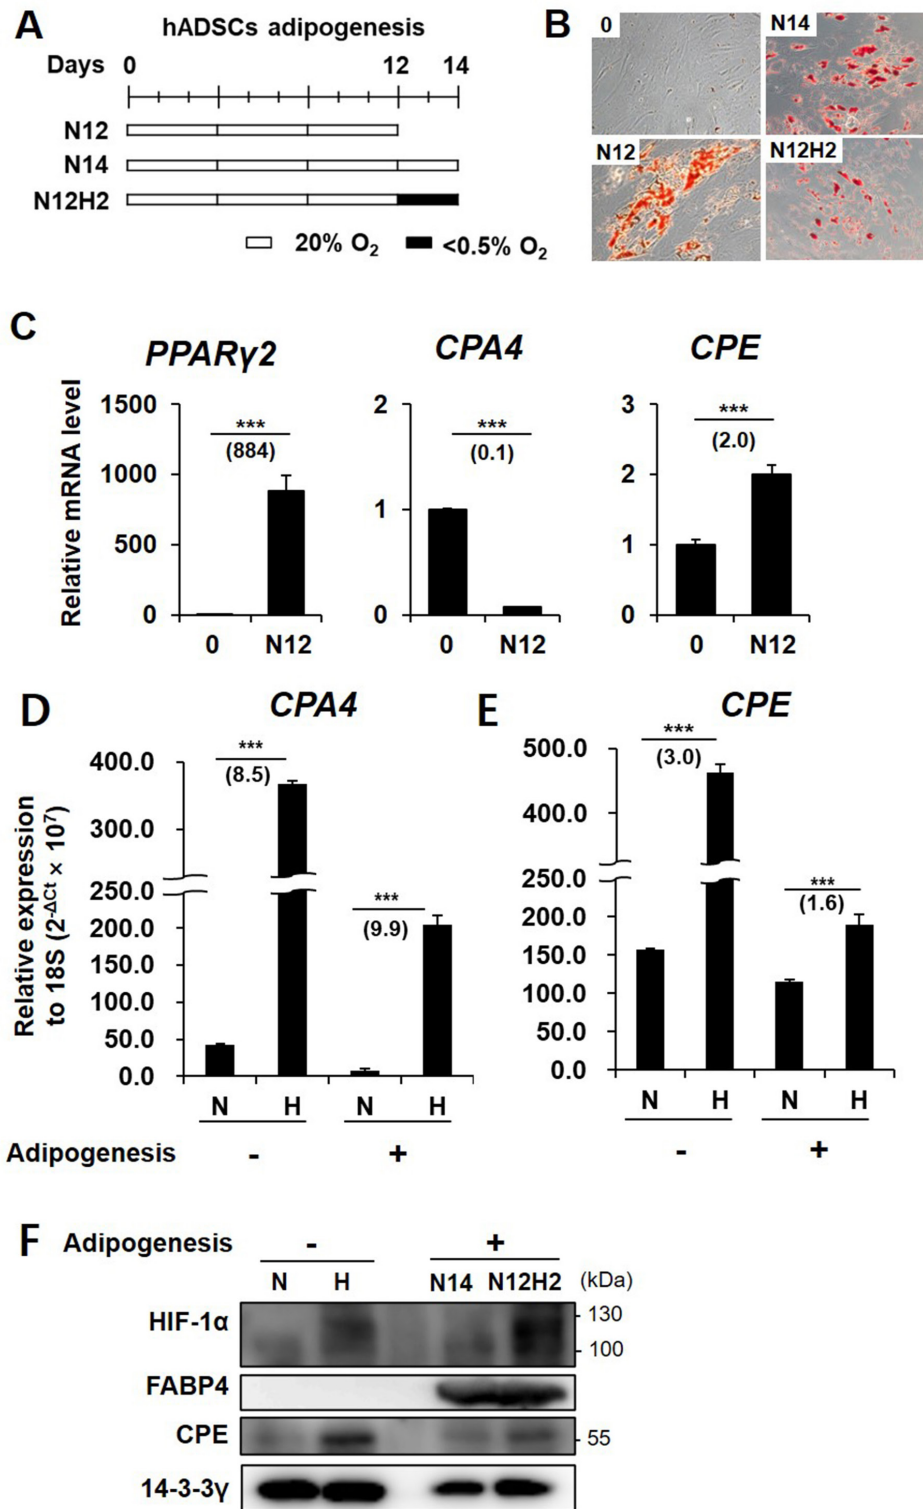 A
hADSCs adipogenesis
Days 0 12 14
N12
N14
N12H2
20% O₂ <0.5% O₂
B
0
N14
N12
N12H2
C
PPARγ2
CPA4
CPE
Relative mRNA level
1500
1000
500
0
***
(884)
0 N12
2
1
0
***
(0.1)
0 N12
3
2
1
0
***
(2.0)
0 N12
D
CPA4
Relative expression
to 18S (2^-ΔCt × 10⁷)
400.0
300.0
250.0
200.0
150.0
100.0
50.0
0.0
***
(8.5)
***
(9.9)
N H N H
Adipogenesis - +
E
CPE
500.0
400.0
250.0
200.0
150.0
100.0
50.0
0.0
***
(3.0)
***
(1.6)
N H N H
- +
F
Adipogenesis - +
N H N14 N12H2 (kDa)
HIF-1α
130
100
FABP4
CPE
55
14-3-3γ